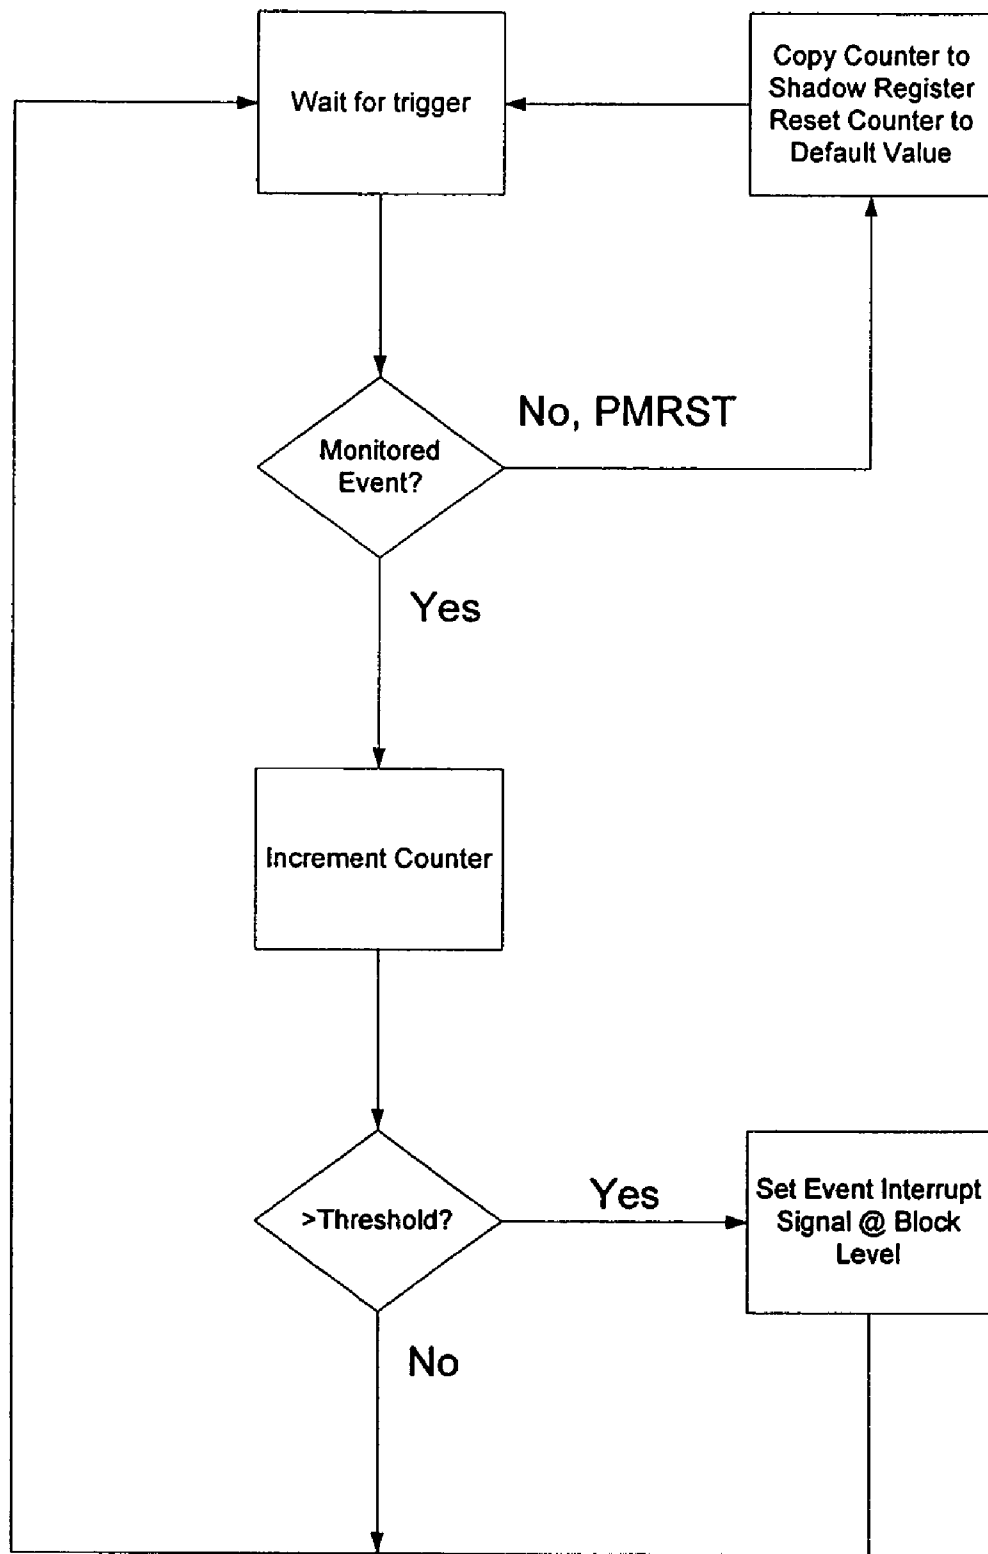 Wait for trigger
Copy Counter to
Shadow Register
Reset Counter to
Default Value
No, PMRST
Monitored
Event?
Yes
Increment Counter
>Threshold?
Yes
Set Event Interrupt
Signal @ Block
Level
No